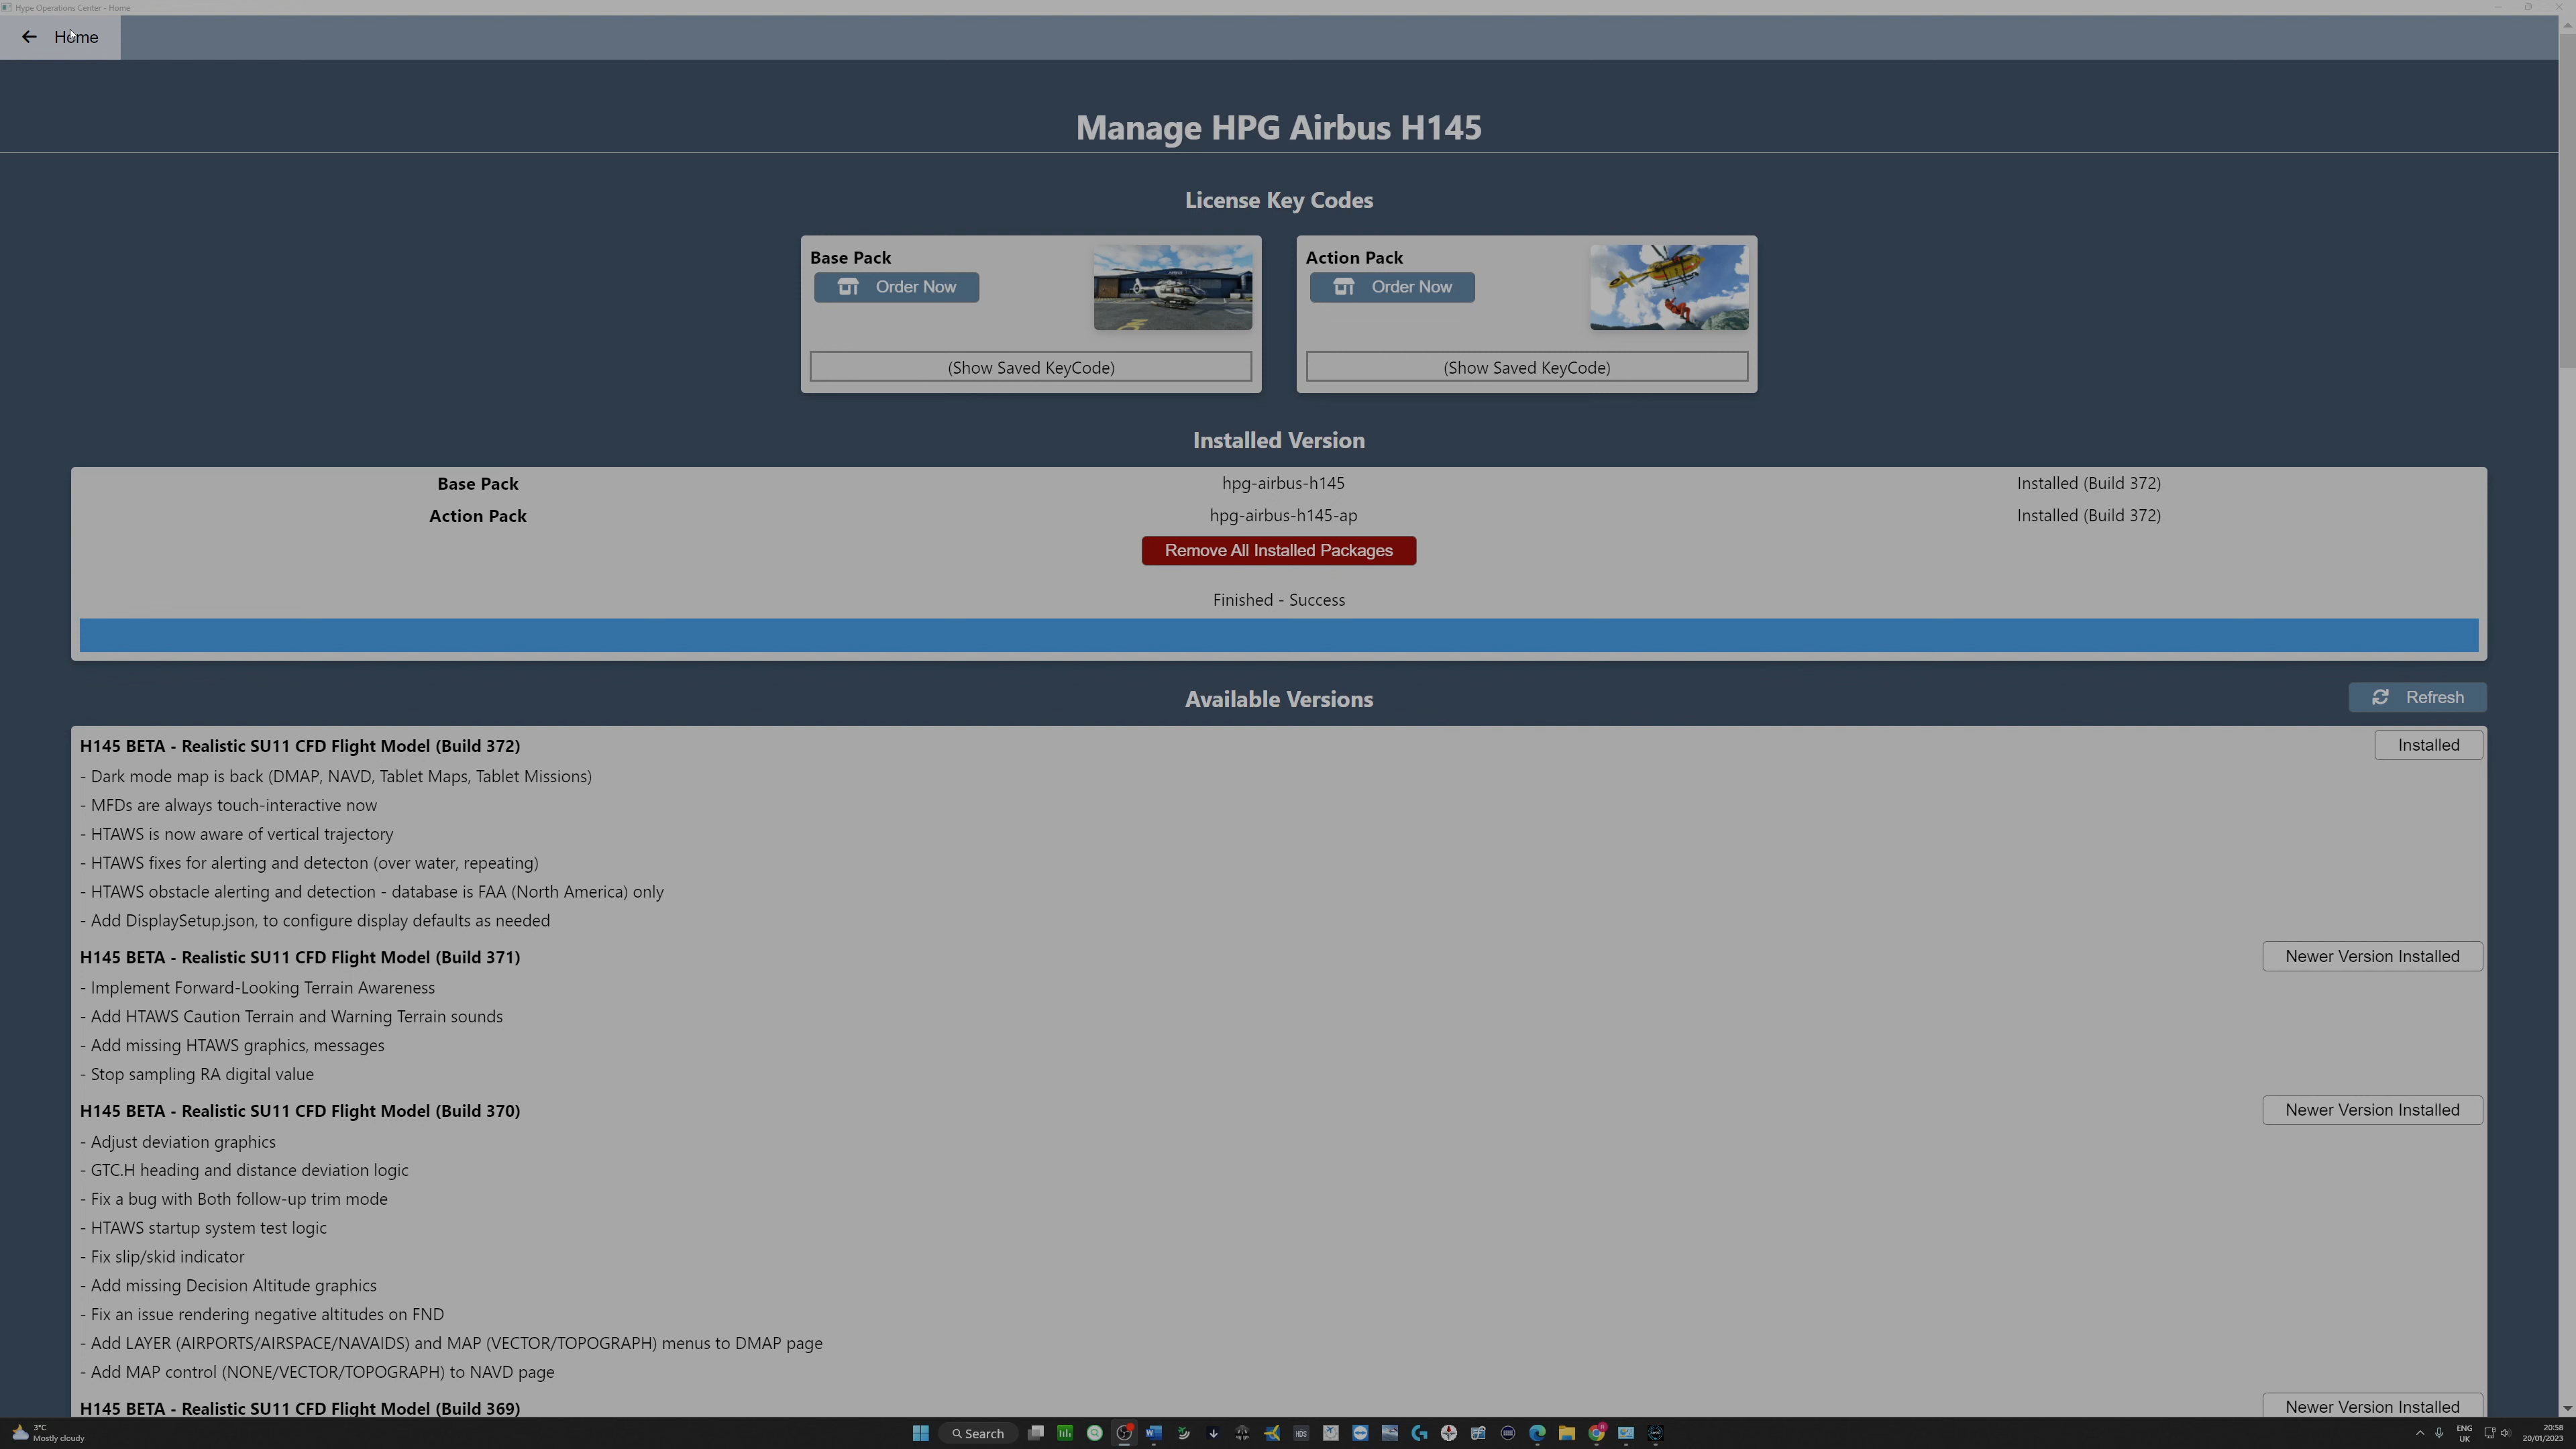 Hype Operations Center - Home
Home
Manage HPG Airbus H145
License Key Codes
Base Pack
Order Now
(Show Saved KeyCode)
Action Pack
Order Now
(Show Saved KeyCode)
Installed Version
Base Pack hpg-airbus-h145 Installed (Build 372)
Action Pack hpg-airbus-h145-ap Installed (Build 372)
Remove All Installed Packages
Finished - Success
Available Versions
Refresh
H145 BETA - Realistic SU11 CFD Flight Model (Build 372) Installed
- Dark mode map is back (DMAP, NAVD, Tablet Maps, Tablet Missions)
- MFDs are always touch-interactive now
- HTAWS is now aware of vertical trajectory
- HTAWS fixes for alerting and detecton (over water, repeating)
- HTAWS obstacle alerting and detection - database is FAA (North America) only
- Add DisplaySetup.json, to configure display defaults as needed
H145 BETA - Realistic SU11 CFD Flight Model (Build 371) Newer Version Installed
- Implement Forward-Looking Terrain Awareness
- Add HTAWS Caution Terrain and Warning Terrain sounds
- Add missing HTAWS graphics, messages
- Stop sampling RA digital value
H145 BETA - Realistic SU11 CFD Flight Model (Build 370) Newer Version Installed
- Adjust deviation graphics
- GTC.H heading and distance deviation logic
- Fix a bug with Both follow-up trim mode
- HTAWS startup system test logic
- Fix slip/skid indicator
- Add missing Decision Altitude graphics
- Fix an issue rendering negative altitudes on FND
- Add LAYER (AIRPORTS/AIRSPACE/NAVAIDS) and MAP (VECTOR/TOPOGRAPH) menus to DMAP page
- Add MAP control (NONE/VECTOR/TOPOGRAPH) to NAVD page
H145 BETA - Realistic SU11 CFD Flight Model (Build 369) Newer Version Installed
3°C
Mostly cloudy
Search
HDS
ENG
UK
20:58
20/01/2023